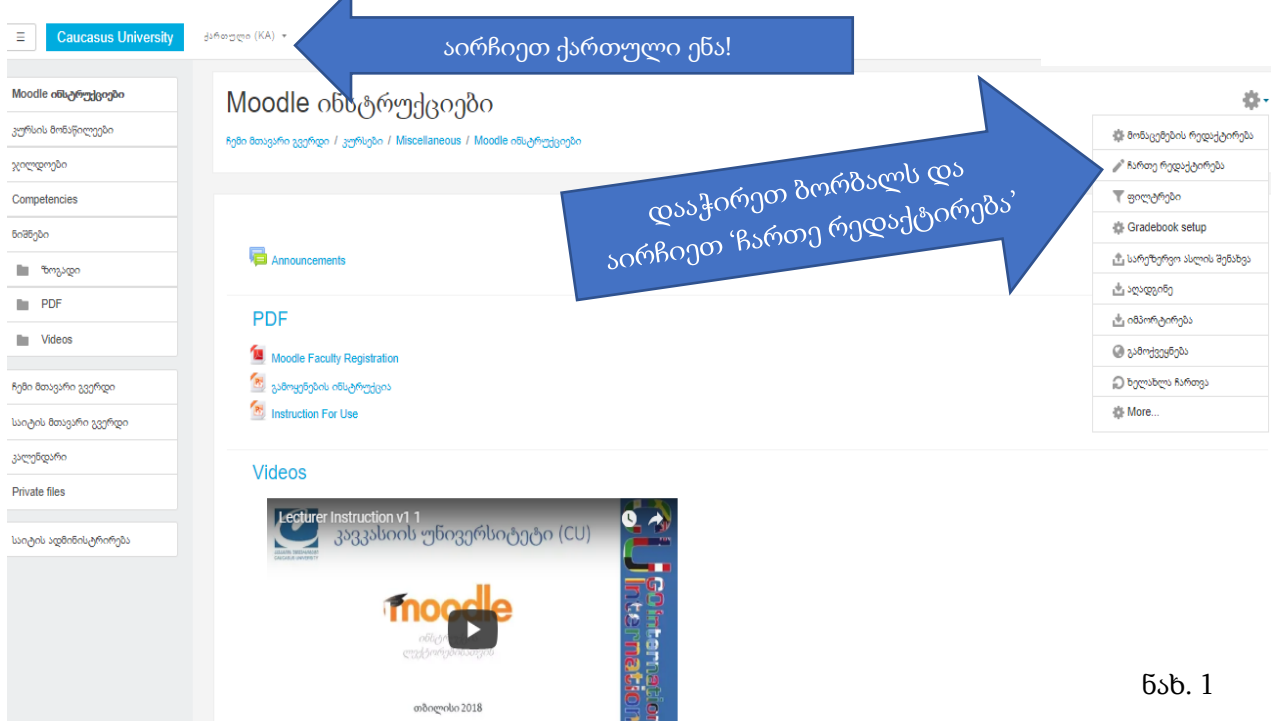 Caucasus University
ქართული (KA)
აირჩიეთ ქართული ენა!
Moodle ინსტრუქციები
კურსის მონაწილეები
ჯილდოები
Competencies
ნიშნები
ზოგადი
PDF
Videos
ჩემი მთავარი გვერდი
საიტის მთავარი გვერდი
კალენდარი
Private files
საიტის ადმინისტრირება
Moodle ინსტრუქციები
ჩემი მთავარი გვერდი / კურსები / Miscellaneous / Moodle ინსტრუქციები
დააჭირეთ ბორბალს და
აირჩიეთ ‘ჩართე რედაქტირება’
მონაცემების რედაქტირება
ჩართე რედაქტირება
ფილტრები
Gradebook setup
სარეზერვო ასლის შენახვა
აღადგინე
იმპორტირება
გამოქვეყნება
ხელახლა ჩართვა
More...
Announcements
PDF
Moodle Faculty Registration
გამოყენების ინსტრუქცია
Instruction For Use
Videos
Lecturer Instruction v1 1
კავკასიის უნივერსიტეტი (CU)
moodle
თბილისი 2018
GOinternation
Internation
ნახ. 1